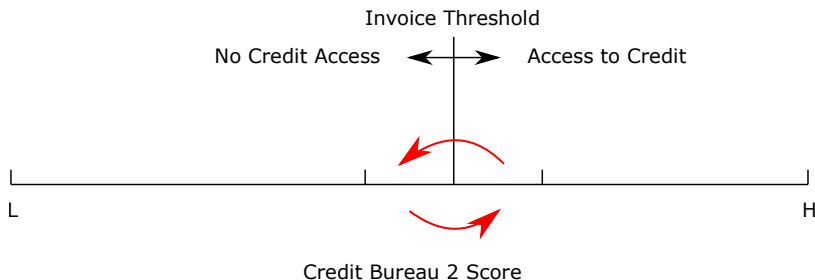 Invoice Threshold
No Credit Access
Access to Credit
L
H
Credit Bureau 2 Score